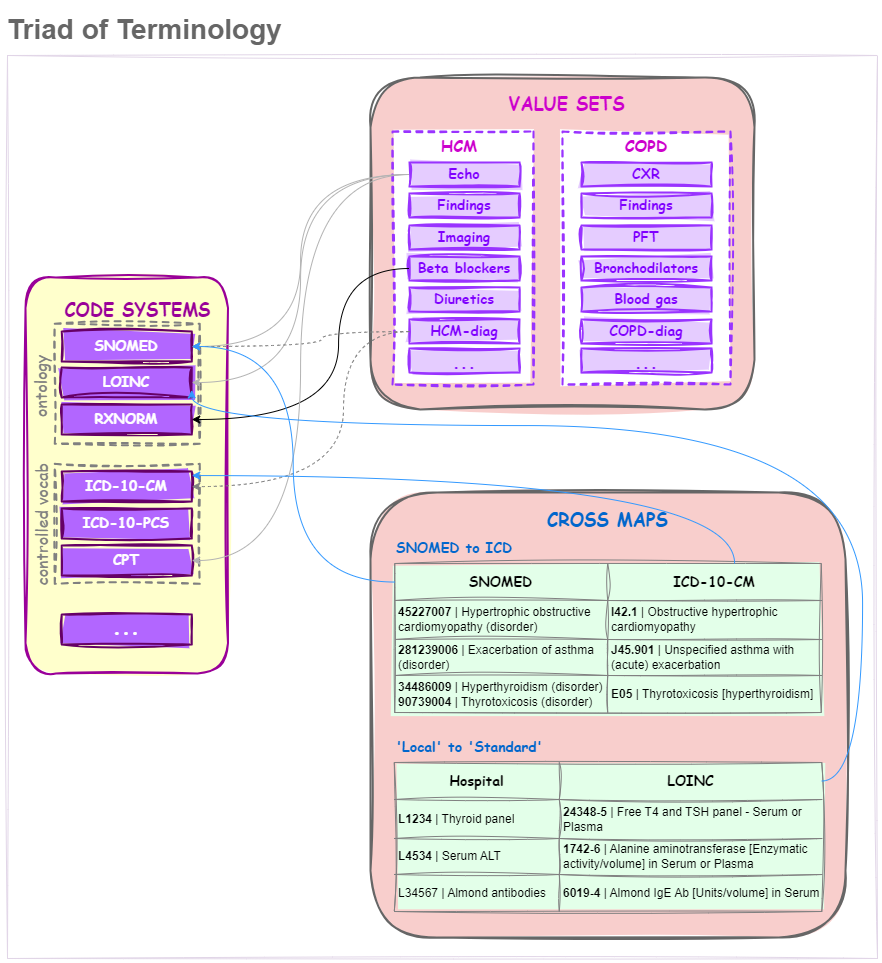 Triad of Terminology
VALUE SETS
HCM
Echo
Findings
Imaging
Beta blockers
Diuretics
HCM-diag
...
COPD
CXR
Findings
PFT
Bronchodilators
Blood gas
COPD-diag
...
CODE SYSTEMS
ontology
SNOMED
LOINC
RXNORM
controlled vocab
ICD-10-CM
ICD-10-PCS
CPT
...
CROSS MAPS
SNOMED to ICD
SNOMED
ICD-10-CM
45227007 | Hypertrophic obstructive
cardiomyopathy (disorder)
I42.1 | Obstructive hypertrophic
cardiomyopathy
281239006 | Exacerbation of asthma
(disorder)
J45.901 | Unspecified asthma with
(acute) exacerbation
34486009 | Hyperthyroidism (disorder)
90739004 | Thyrotoxicosis (disorder)
E05 | Thyrotoxicosis [hyperthyroidism]
'Local' to 'Standard'
Hospital
LOINC
L1234 | Thyroid panel
24348-5 | Free T4 and TSH panel - Serum or
Plasma
L4534 | Serum ALT
1742-6 | Alanine aminotransferase [Enzymatic
activity/volume] in Serum or Plasma
L34567 | Almond antibodies
6019-4 | Almond IgE Ab [Units/volume] in Serum